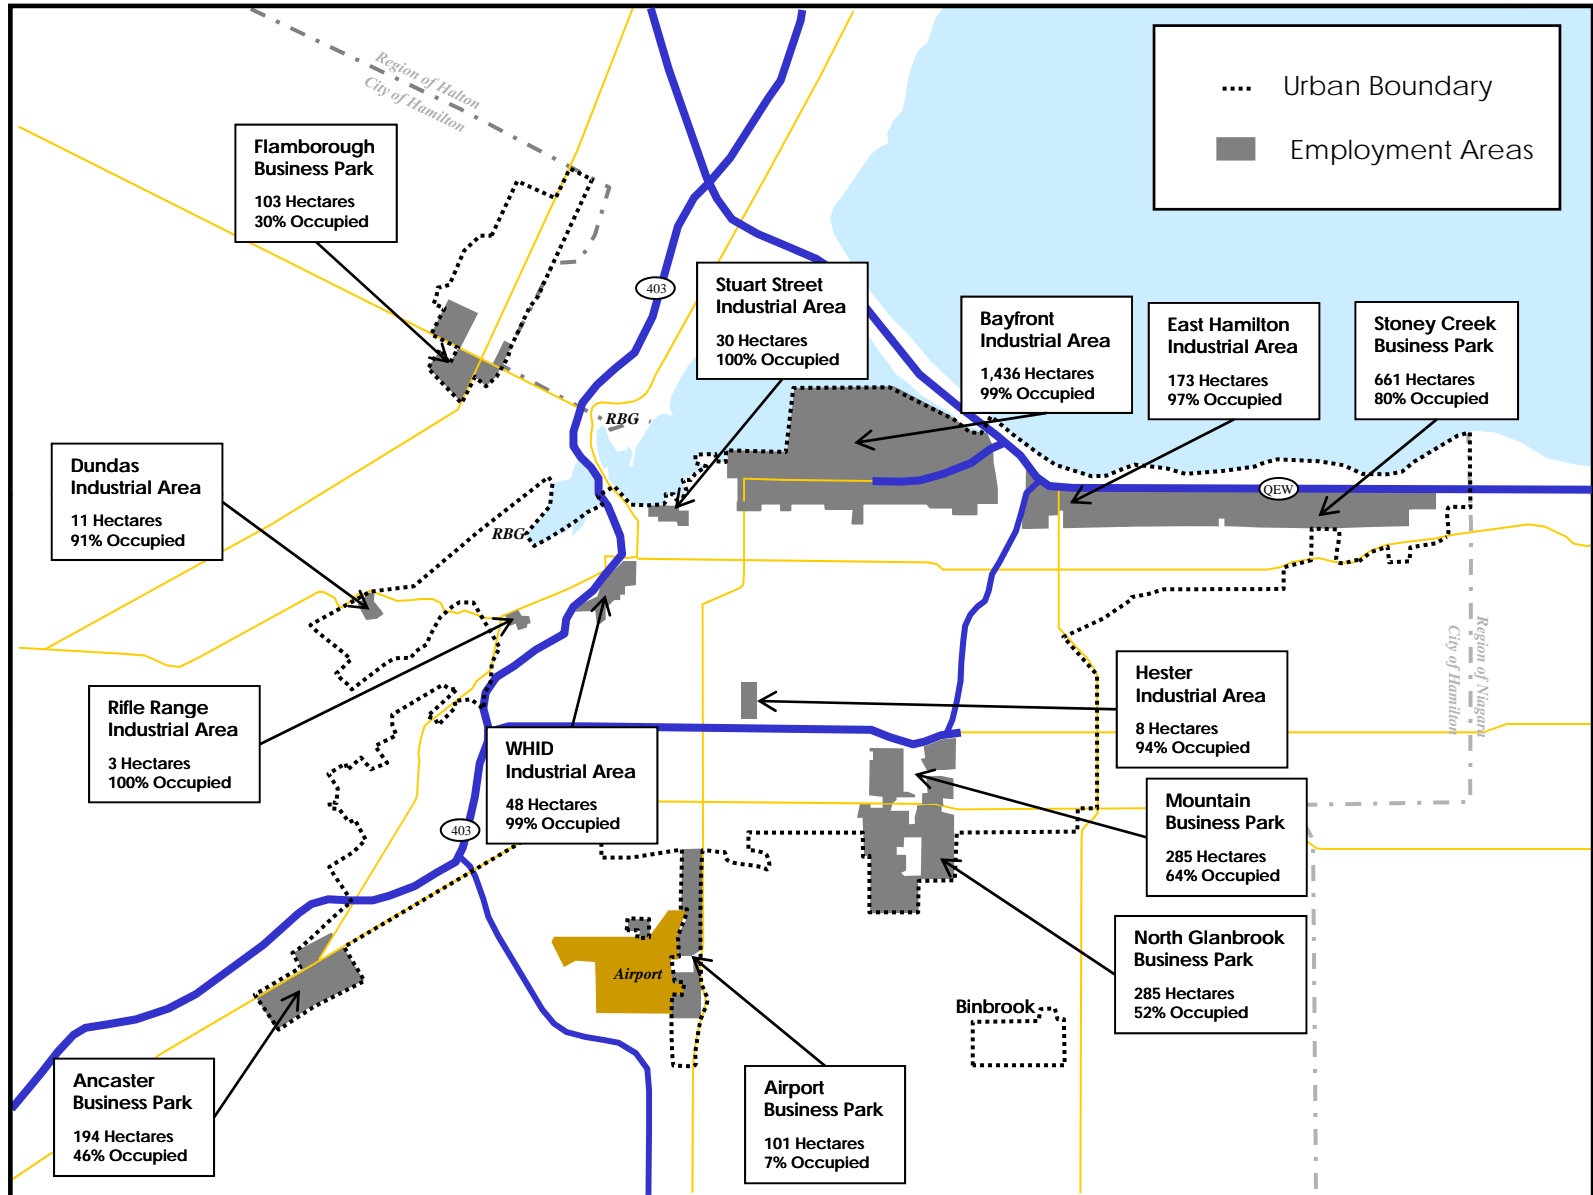 Region of Halton
City of Hamilton
Urban Boundary
Employment Areas
Flamborough
Business Park
103 Hectares
30% Occupied
403
Stuart Street
Industrial Area
30 Hectares
100% Occupied
Bayfront
Industrial Area
1,436 Hectares
99% Occupied
East Hamilton
Industrial Area
173 Hectares
97% Occupied
Stoney Creek
Business Park
661 Hectares
80% Occupied
RBG
Dundas
Industrial Area
11 Hectares
91% Occupied
QEW
RBG
Region of Niagara
City of Hamilton
Rifle Range
Industrial Area
3 Hectares
100% Occupied
WHID
Industrial Area
48 Hectares
99% Occupied
Hester
Industrial Area
8 Hectares
94% Occupied
Mountain
Business Park
285 Hectares
64% Occupied
403
North Glanbrook
Business Park
285 Hectares
52% Occupied
Airport
Binbrook
Ancaster
Business Park
194 Hectares
46% Occupied
Airport
Business Park
101 Hectares
7% Occupied